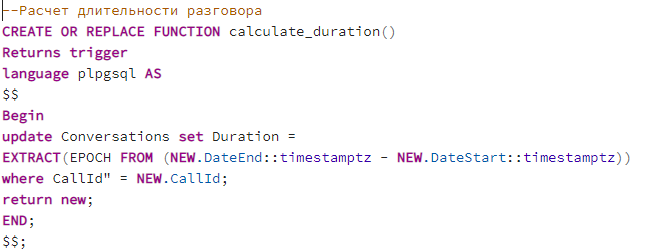 --Расчет длительности разговора
CREATE OR REPLACE FUNCTION calculate_duration()
Returns trigger
language plpgsql AS
$$
Begin
update Conversations set Duration =
EXTRACT(EPOCH FROM (NEW.DateEnd::timestamptz - NEW.DateStart::timestamptz))
where CallId" = NEW.CallId;
return new;
END;
$$;